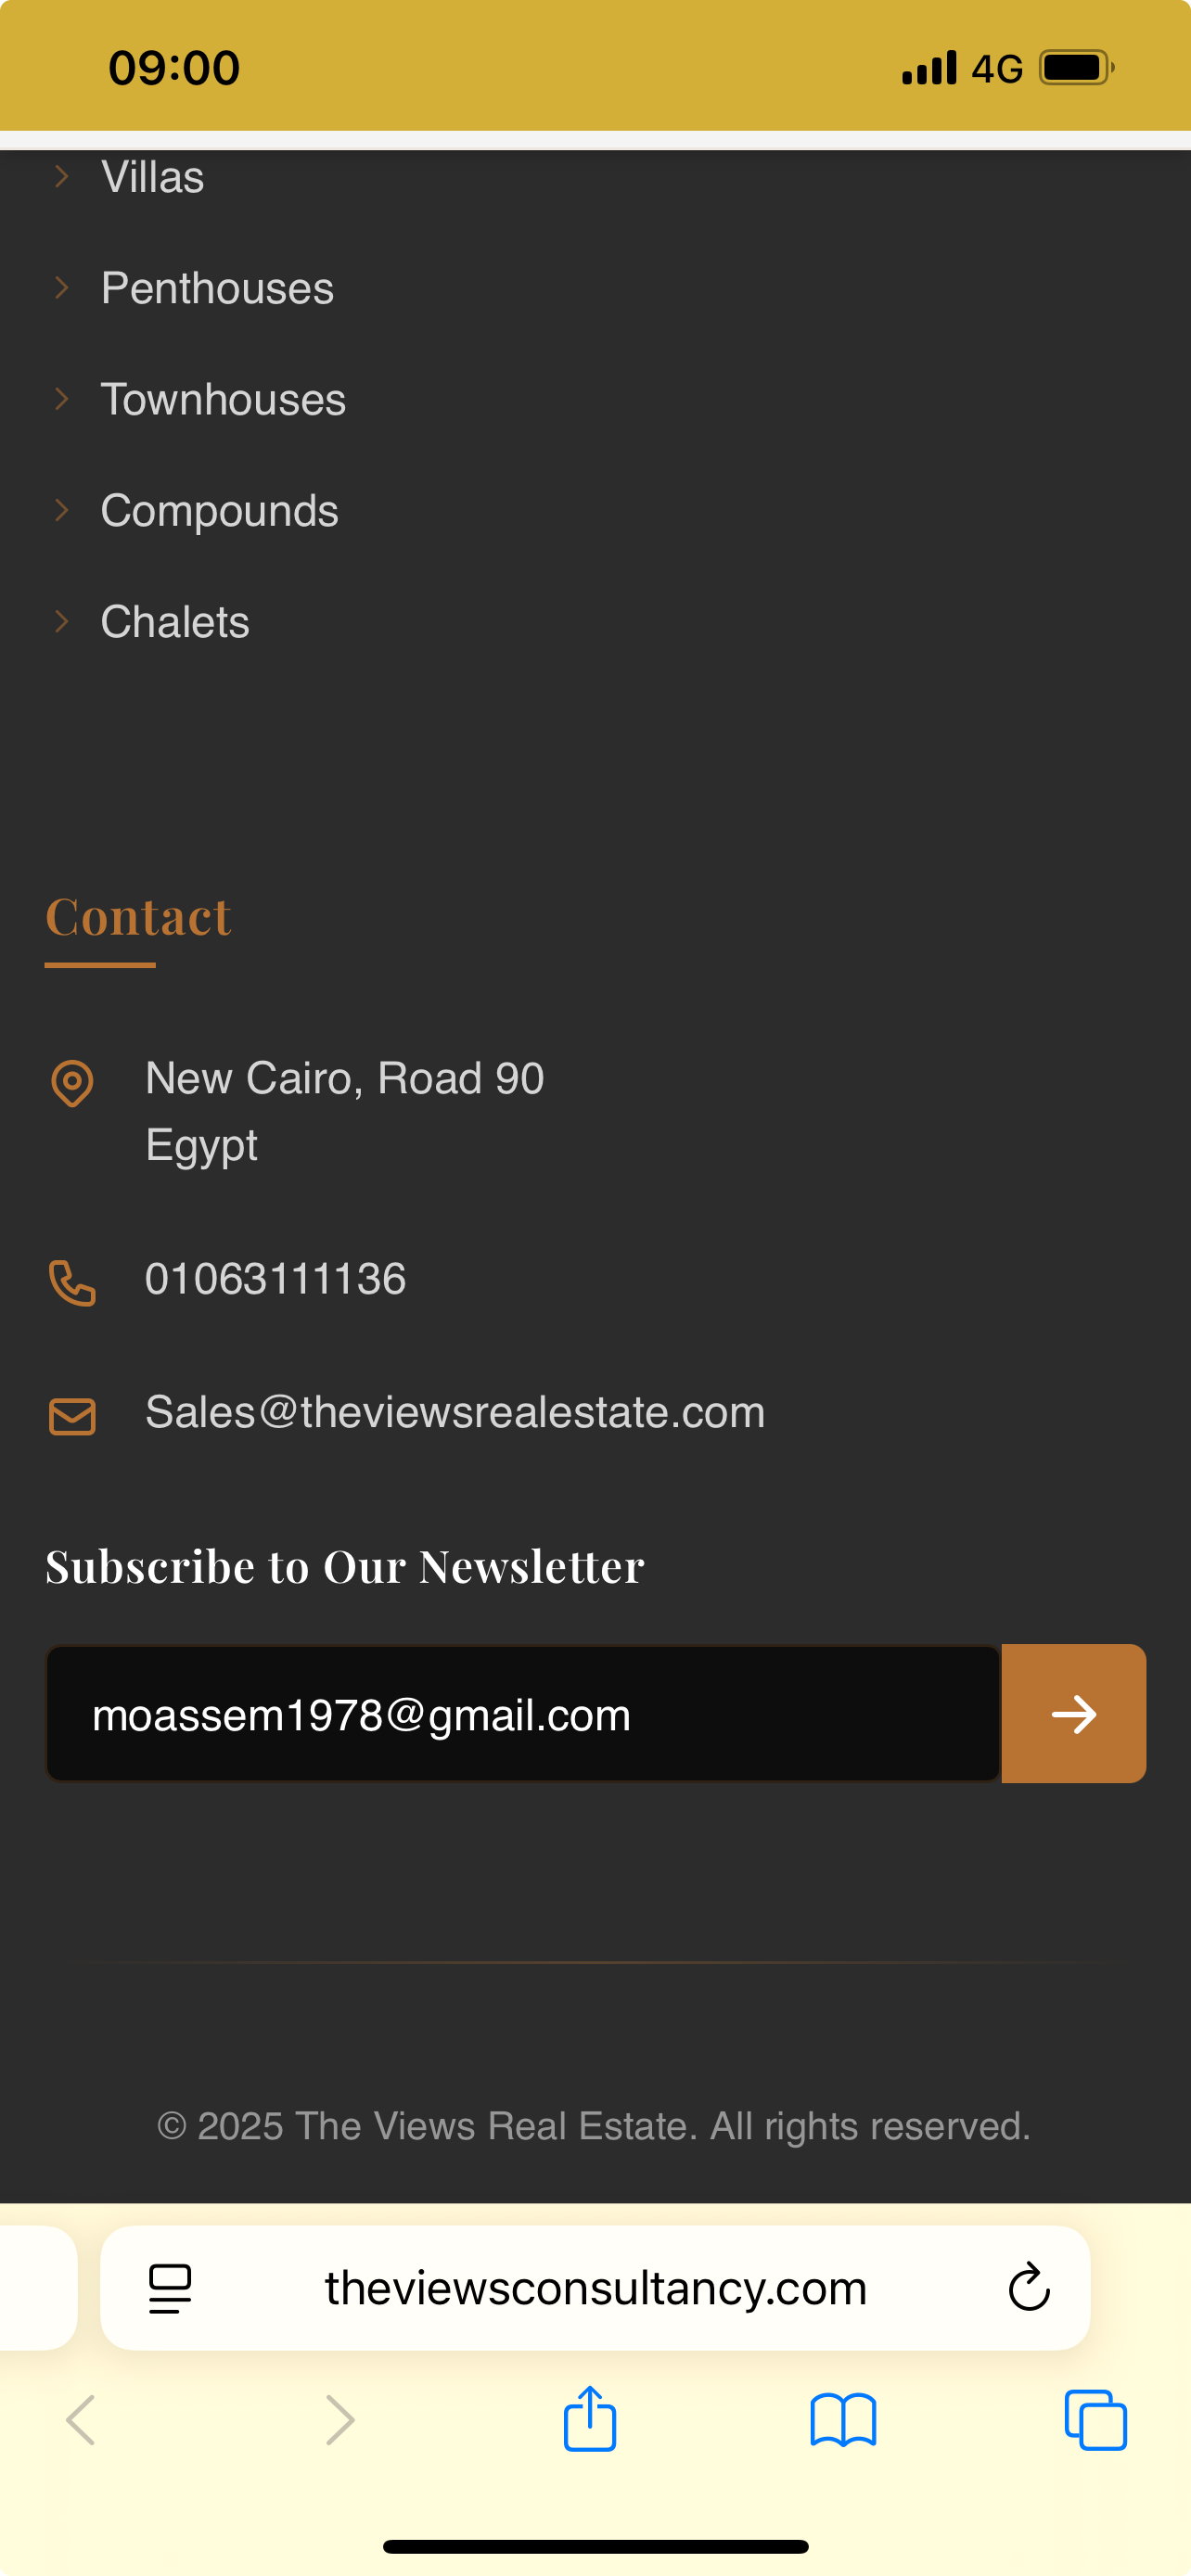 09:00
4G
Villas
Penthouses
Townhouses
Compounds
Chalets
Contact
New Cairo, Road 90
Egypt
01063111136
Sales@theviewsrealestate.com
Subscribe to Our Newsletter
moassem1978@gmail.com
© 2025 The Views Real Estate. All rights reserved.
theviewsconsultancy.com